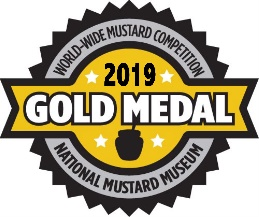 WORLD-WIDE MUSTARD COMPETITION
2019
GOLD MEDAL
NATIONAL MUSTARD MUSEUM